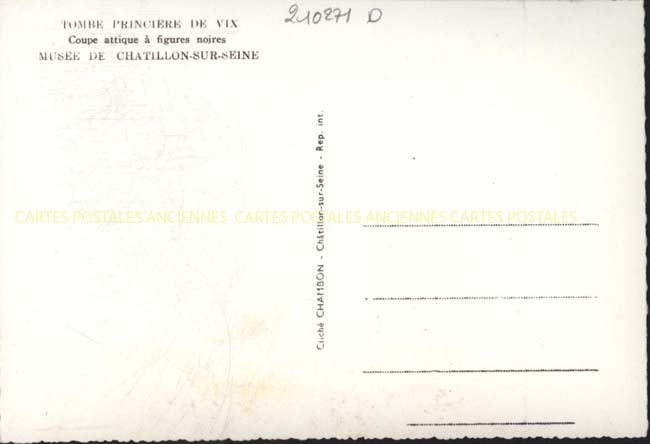 210271 D
TOMBE PRINCIERE DE VIX
Coupe attique à figures noires
MUSÉE DE CHATILLON-SUR-SEINE
Cliché CHAMBON - Châtillon-sur-Seine - Rep. int.
CARTES POSTALES ANCIENNES CARTES POSTALES ANCIENNES CARTES POSTALES